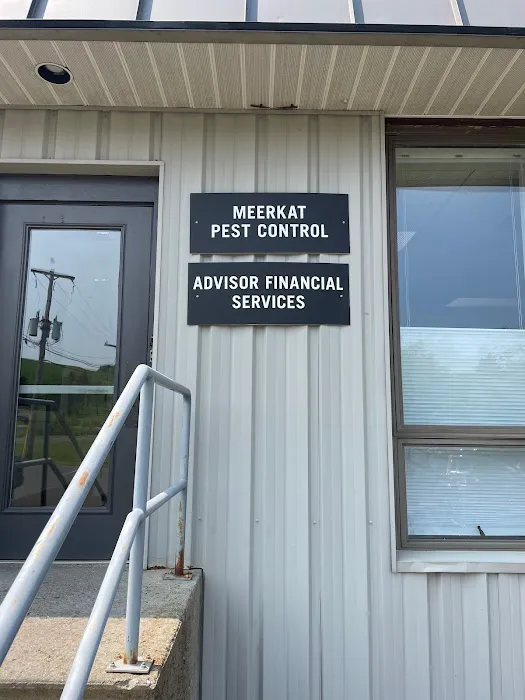 MEERKAT
PEST CONTROL
ADVISOR FINANCIAL
SERVICES